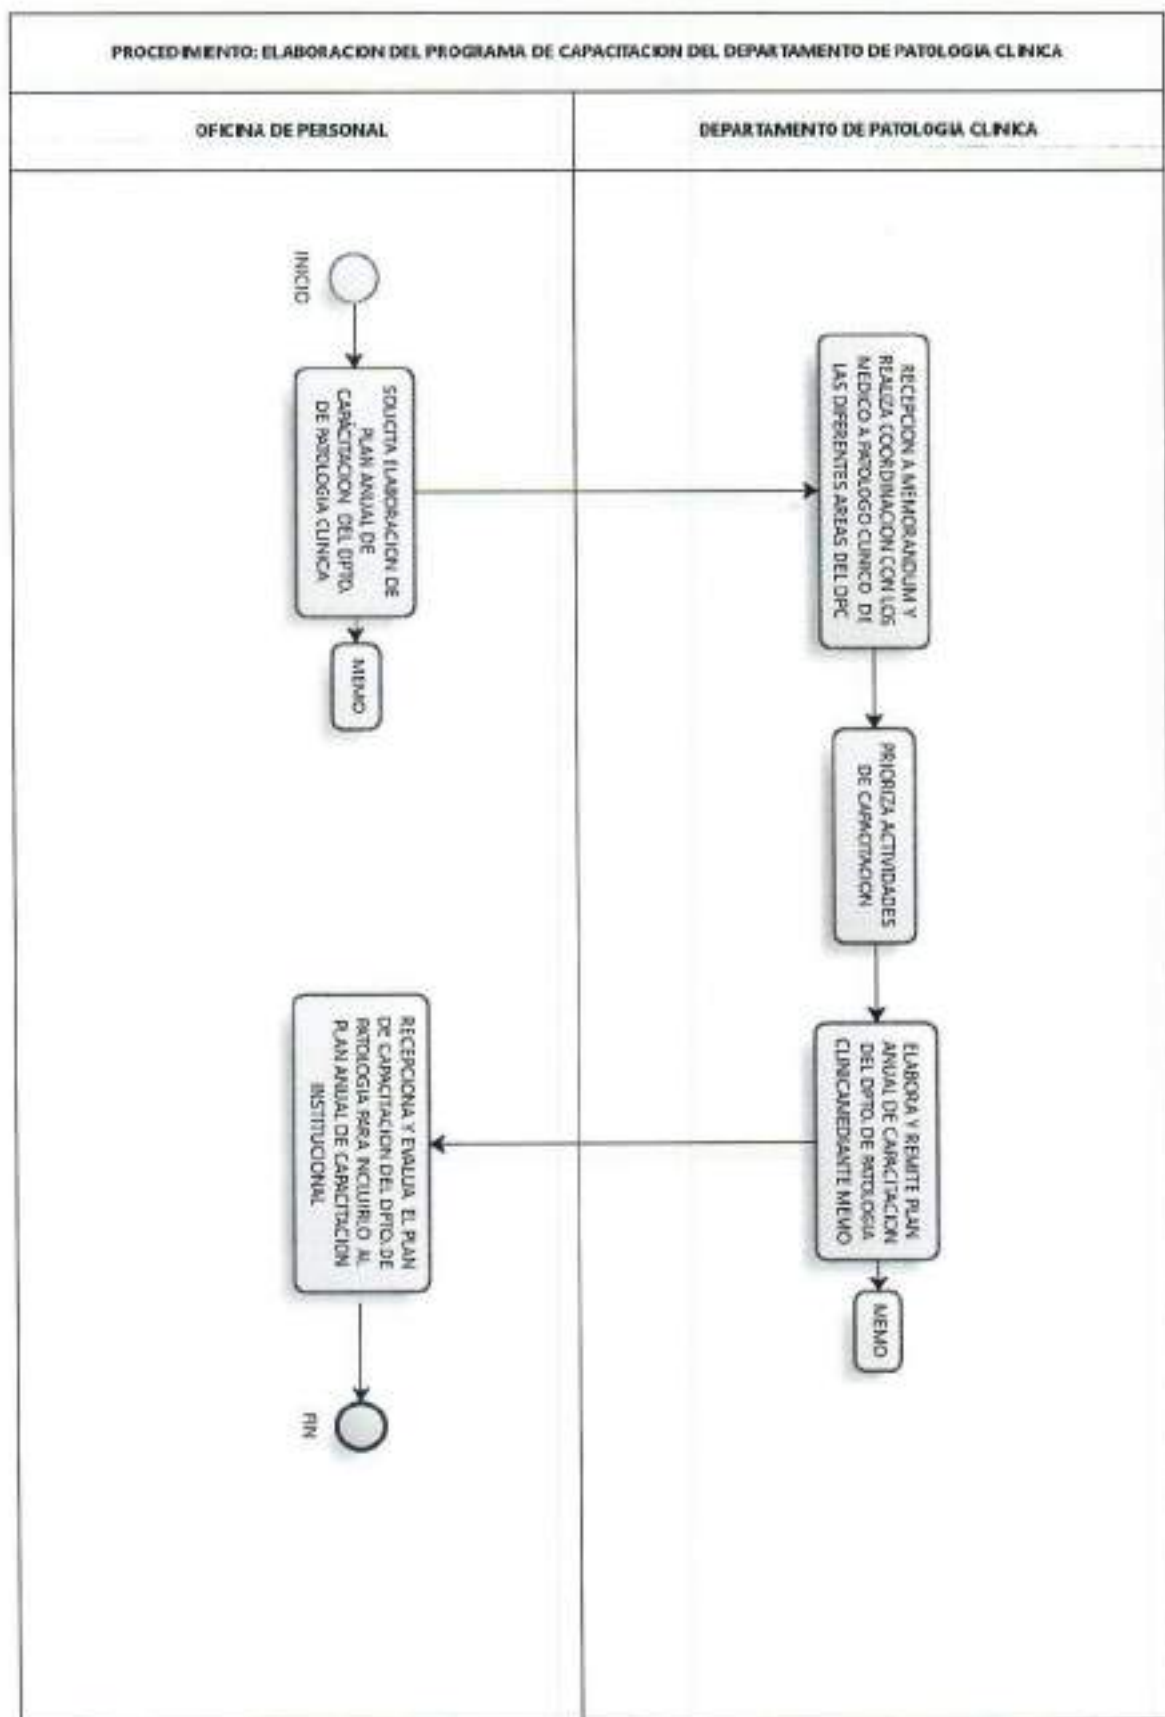 PROCEDIMIENTO: ELABORACION DEL PROGRAMA DE CAPACITACION DEL DEPARTAMENTO DE PATOLOGIA CLINICA
OFICINA DE PERSONAL
DEPARTAMENTO DE PATOLOGIA CLINICA
INICIO
SOLICITA ELABORACION DE
PLAN ANUAL DE
CAPACITACION DEL DPTO.
DE PATOLOGIA CLINICA
MEMO
RECEPCION A MEMORANDUM Y
REALIZA COORDINACION CON LOS
MEDICO A PATOLOGO CLINICO DE
LAS DIFERENTES AREAS DEL DPC
PRIORIZA ACTIVIDADES
DE CAPACITACION
ELABORA Y REMITE PLAN
ANUAL DE CAPACITACION
DEL DPTO. DE PATOLOGIA
CLINICAMEDIANTE MEMO
MEMO
RECEPCIONA Y EVALUA EL PLAN
DE CAPACITACION DEL DPTO. DE
PATOLOGIA PARA INCLUIRLO AL
PLAN ANUAL DE CAPACITACION
INSTITUCIONAL
FIN